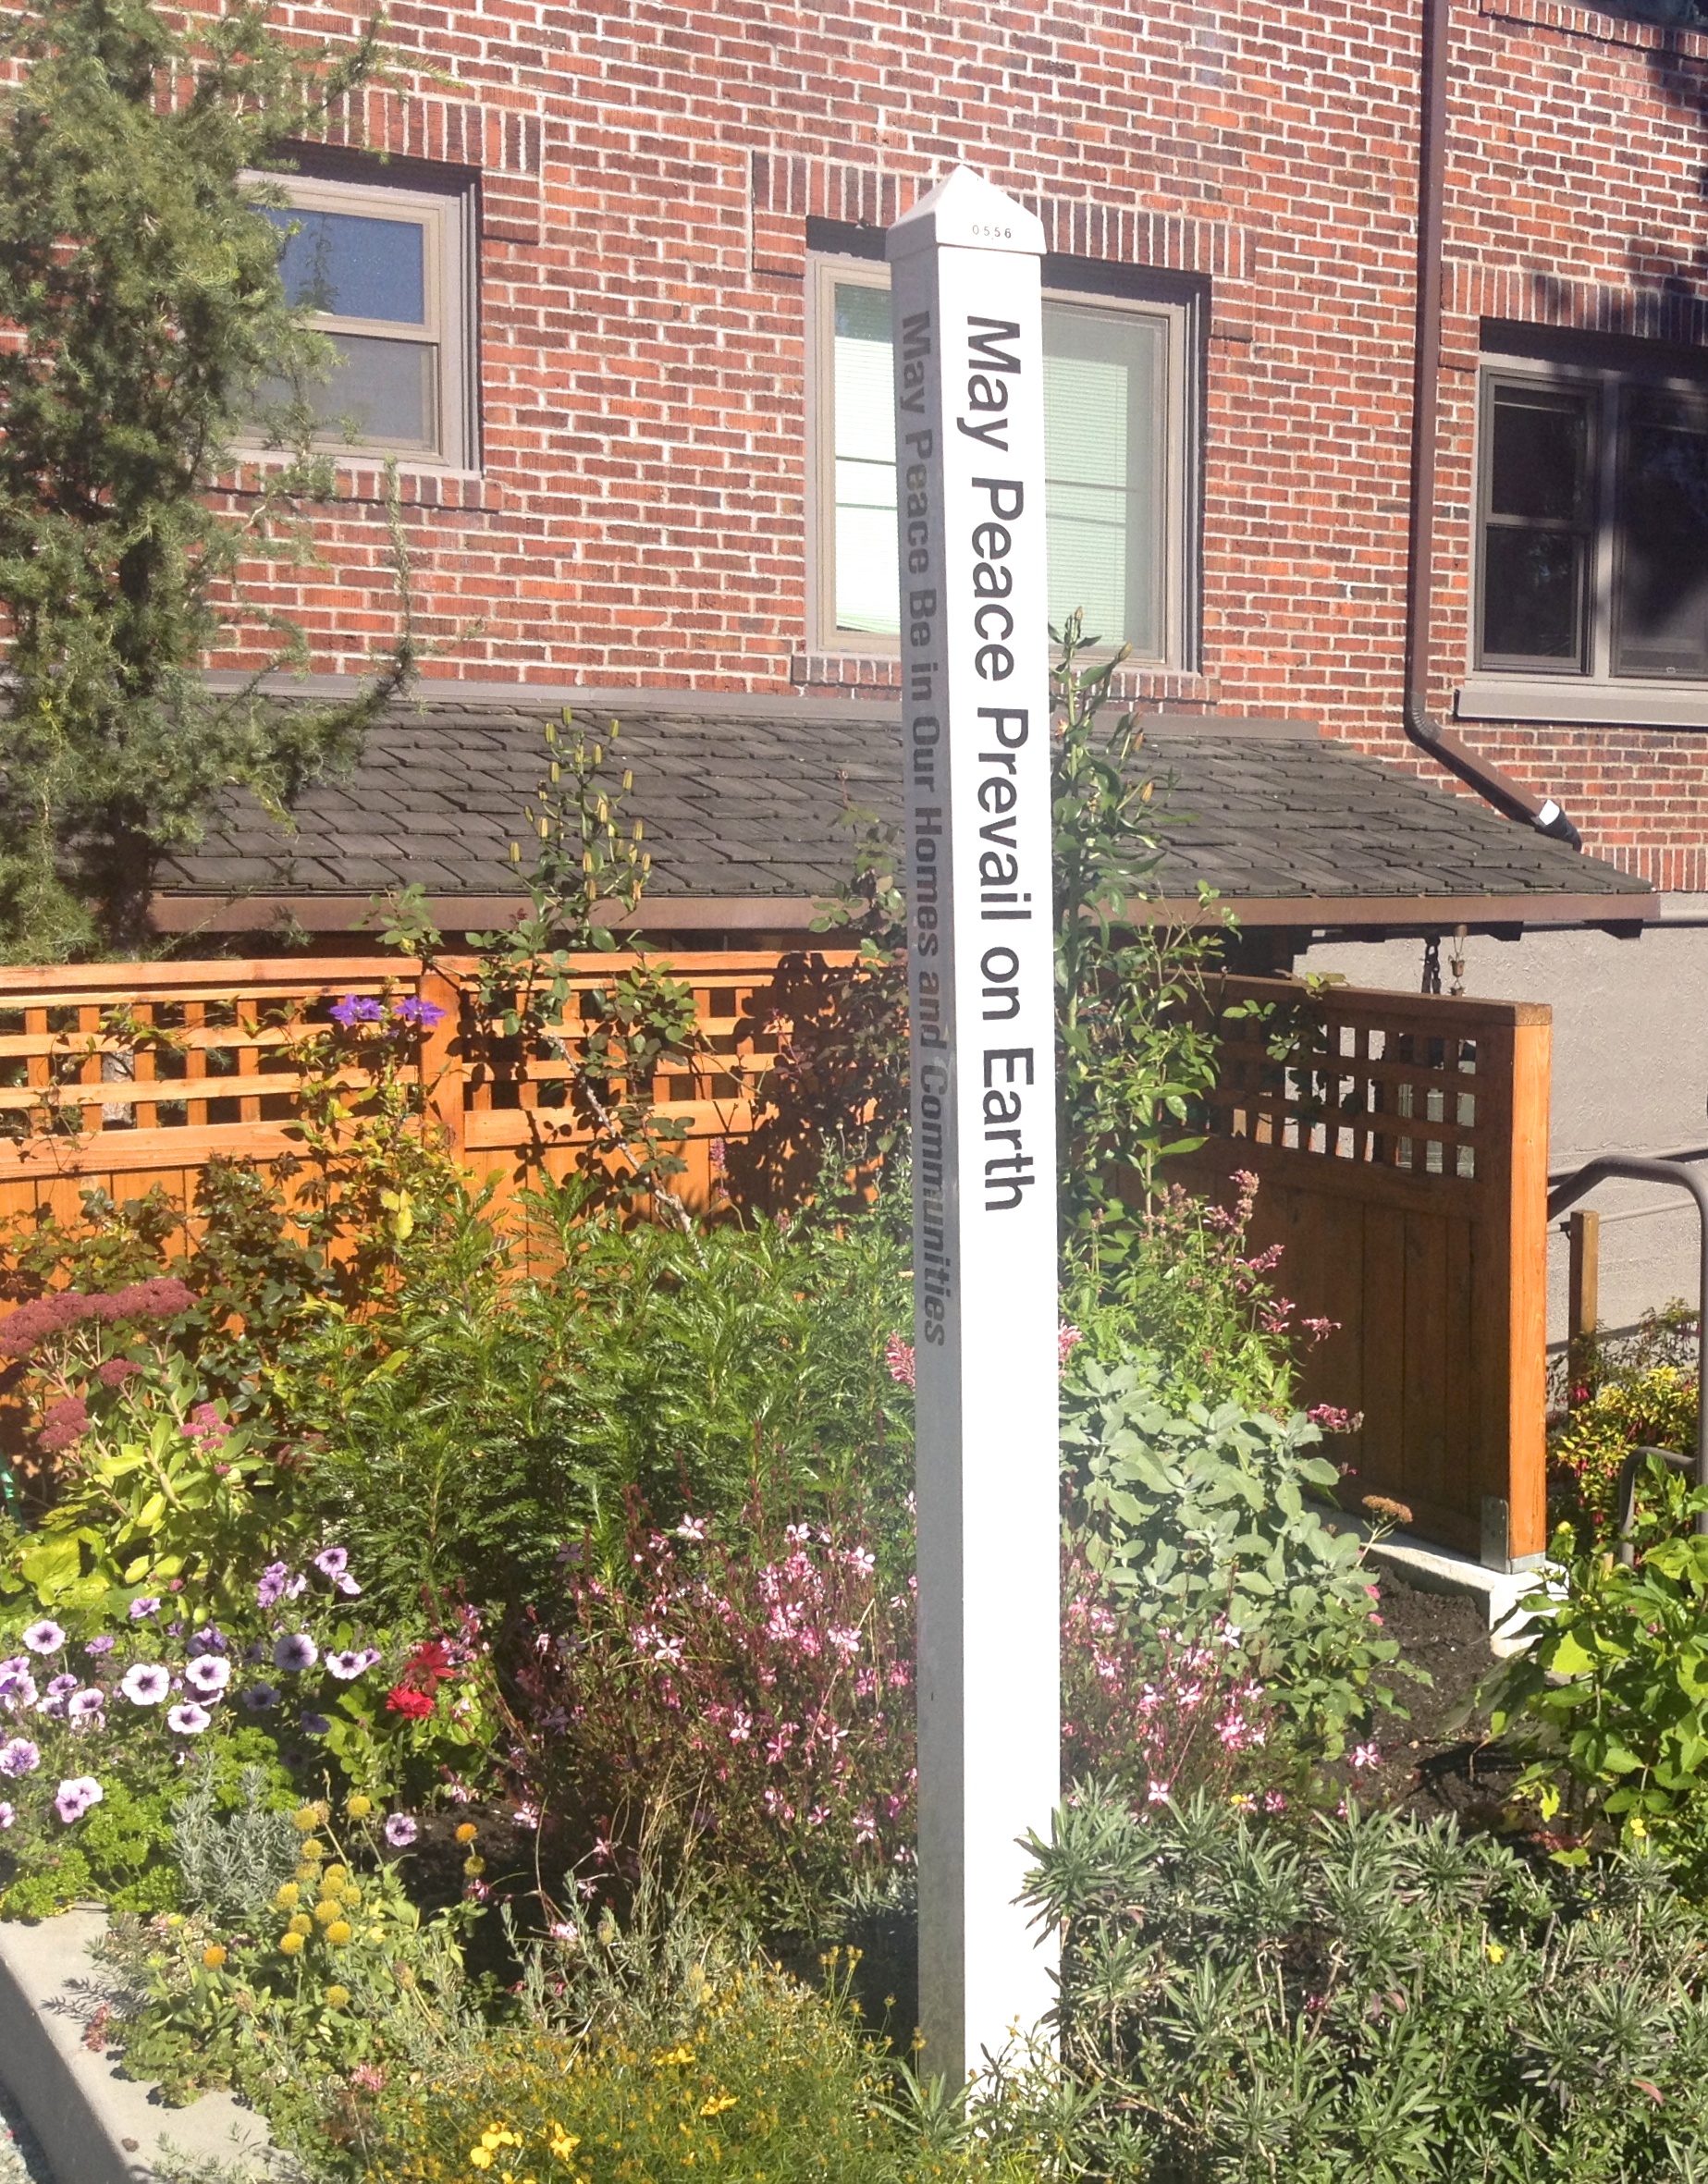 0556
May Peace Prevail on Earth
May Peace Be in Our Homes and Communities